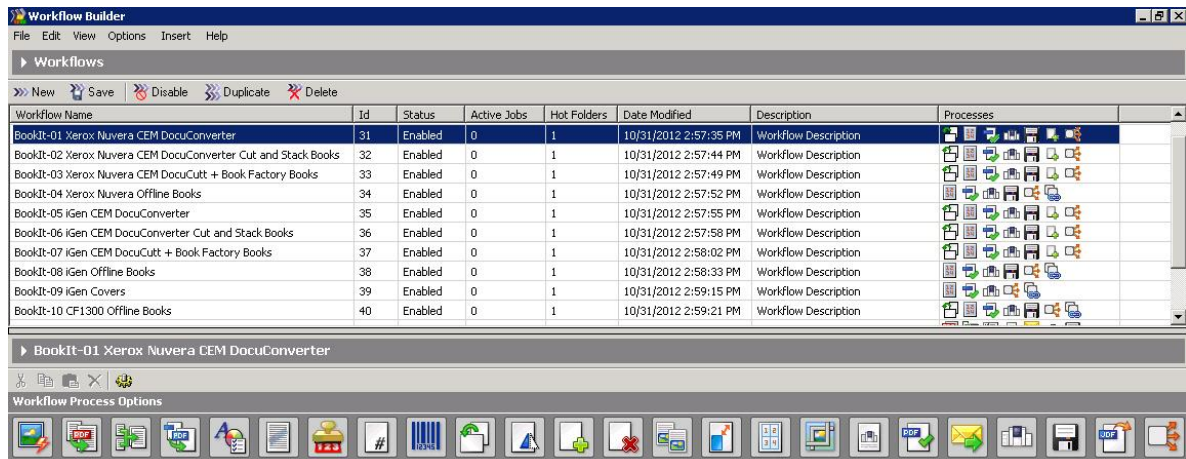 Workflow Builder
File Edit View Options Insert Help
Workflows
New Save Disable Duplicate Delete
Workflow Name Id Status Active Jobs Hot Folders Date Modified Description Processes
BookIt-01 Xerox Nuvera CEM DocuConverter 31 Enabled 0 1 10/31/2012 2:57:35 PM Workflow Description
BookIt-02 Xerox Nuvera CEM DocuConverter Cut and Stack Books 32 Enabled 0 1 10/31/2012 2:57:44 PM Workflow Description
BookIt-03 Xerox Nuvera CEM DocuCutt + Book Factory Books 33 Enabled 0 1 10/31/2012 2:57:49 PM Workflow Description
BookIt-04 Xerox Nuvera Offline Books 34 Enabled 0 1 10/31/2012 2:57:52 PM Workflow Description
BookIt-05 iGen CEM DocuConverter 35 Enabled 0 1 10/31/2012 2:57:55 PM Workflow Description
BookIt-06 iGen CEM DocuConverter Cut and Stack Books 36 Enabled 0 1 10/31/2012 2:57:58 PM Workflow Description
BookIt-07 iGen CEM DocuCutt + Book Factory Books 37 Enabled 0 1 10/31/2012 2:58:02 PM Workflow Description
BookIt-08 iGen Offline Books 38 Enabled 0 1 10/31/2012 2:58:33 PM Workflow Description
BookIt-09 iGen Covers 39 Enabled 0 1 10/31/2012 2:59:15 PM Workflow Description
BookIt-10 CF1300 Offline Books 40 Enabled 0 1 10/31/2012 2:59:21 PM Workflow Description
BookIt-01 Xerox Nuvera CEM DocuConverter
Workflow Process Options
PDF PDF # 12345 PDF JDF